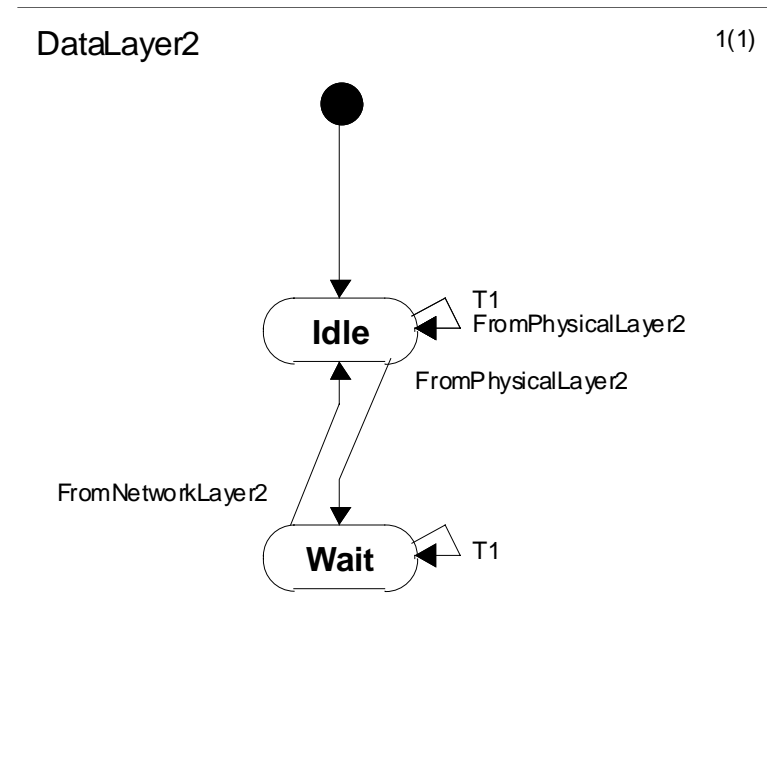 DataLayer2
1(1)
T1
Idle
FromPhysicalLayer2
FromPhysicalLayer2
FromNetworkLayer2
Wait
T1